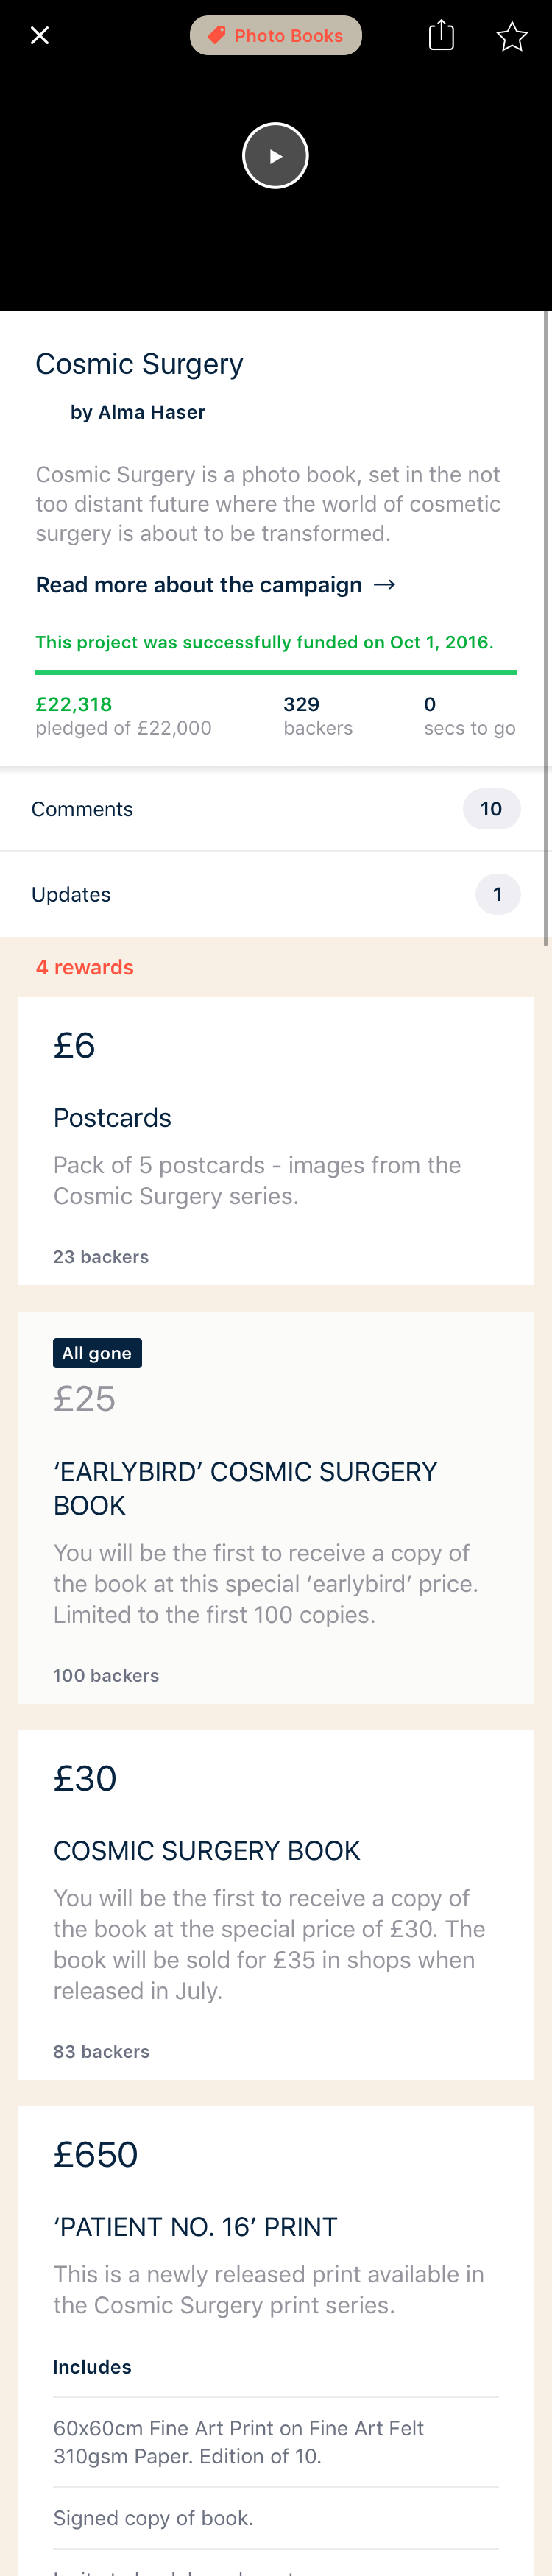 Photo Books
Cosmic Surgery
by Alma Haser
Cosmic Surgery is a photo book, set in the not
too distant future where the world of cosmetic
surgery is about to be transformed.
Read more about the campaign →
This project was successfully funded on Oct 1, 2016.
£22,318 329 0
pledged of £22,000 backers secs to go
Comments 10
Updates 1
4 rewards
£6
Postcards
Pack of 5 postcards - images from the
Cosmic Surgery series.
23 backers
All gone
£25
‘EARLYBIRD’ COSMIC SURGERY
BOOK
You will be the first to receive a copy of
the book at this special ‘earlybird’ price.
Limited to the first 100 copies.
100 backers
£30
COSMIC SURGERY BOOK
You will be the first to receive a copy of
the book at the special price of £30. The
book will be sold for £35 in shops when
released in July.
83 backers
£650
‘PATIENT NO. 16’ PRINT
This is a newly released print available in
the Cosmic Surgery print series.
Includes
60x60cm Fine Art Print on Fine Art Felt
310gsm Paper. Edition of 10.
Signed copy of book.